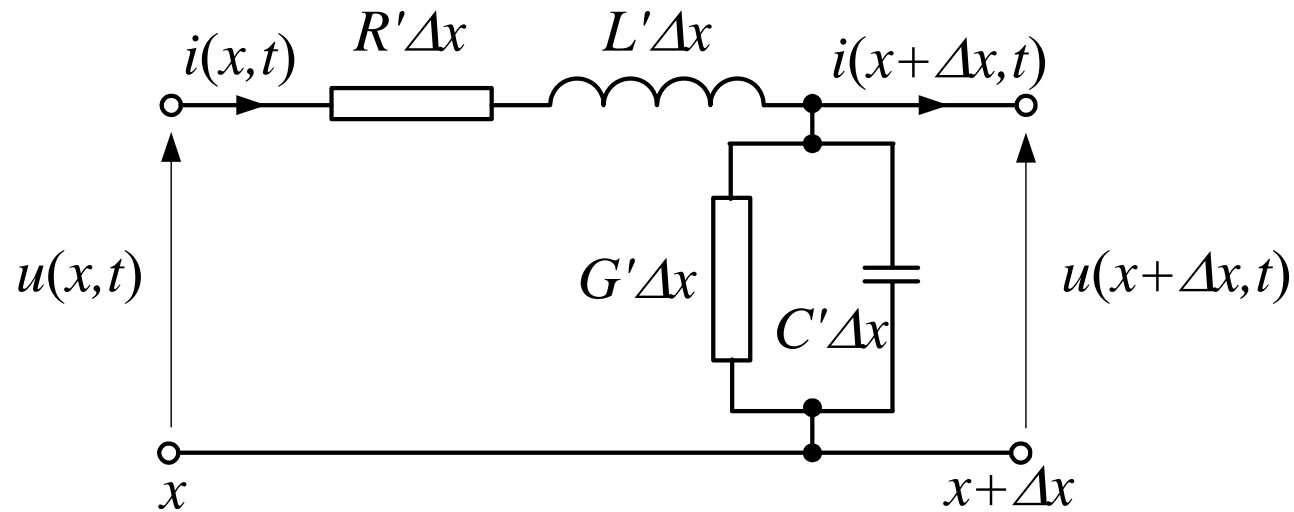 R′Δx
L′Δx
i(x,t)
i(x+Δx,t)
u(x,t)
G′Δx
C′Δx
u(x+Δx,t)
x
x+Δx